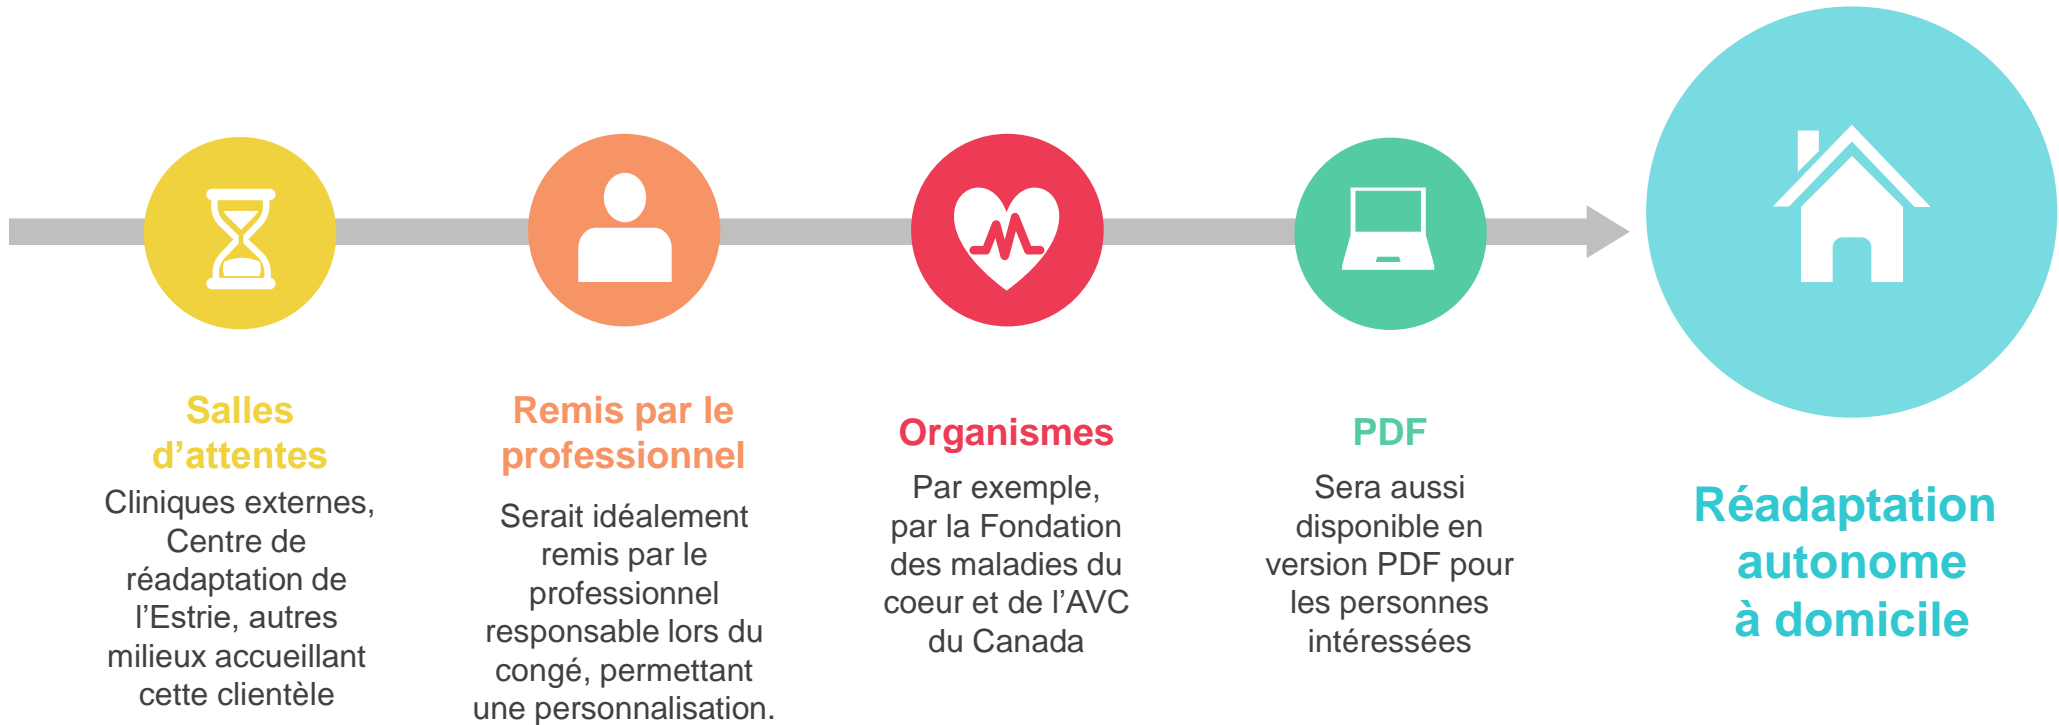 Salles
d’attentes
Cliniques externes,
Centre de
réadaptation de
l’Estrie, autres
milieux accueillant
cette clientèle
Remis par le
professionnel
Serait idéalement
remis par le
professionnel
responsable lors du
congé, permettant
une personnalisation.
Organismes
Par exemple,
par la Fondation
des maladies du
coeur et de l’AVC
du Canada
PDF
Sera aussi
disponible en
version PDF pour
les personnes
intéressées
Réadaptation
autonome
à domicile